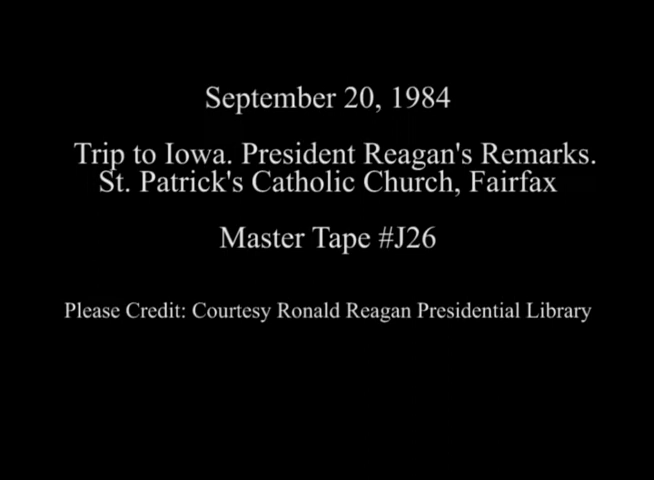 September 20, 1984
Trip to Iowa. President Reagan's Remarks.
St. Patrick's Catholic Church, Fairfax
Master Tape #J26
Please Credit: Courtesy Ronald Reagan Presidential Library